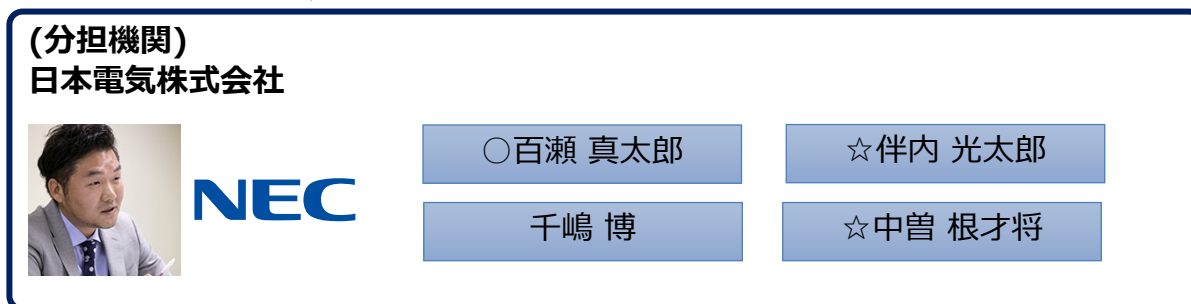 (分担機関)
日本電気株式会社
NEC
○百瀬 真太郎
☆伴内 光太郎
千嶋 博
☆中曽 根才将